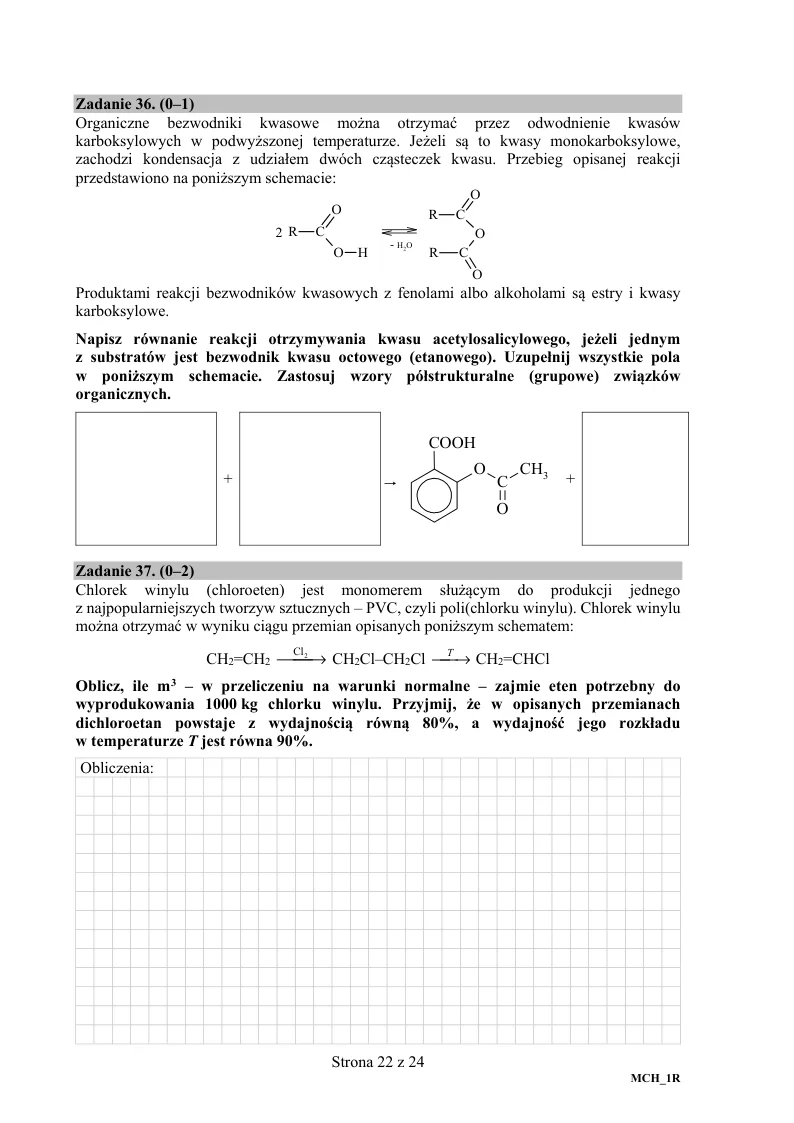 Zadanie 36. (0–1)
Organiczne bezwodniki kwasowe można otrzymać przez odwodnienie kwasów
karboksylowych w podwyższonej temperaturze. Jeżeli są to kwasy monokarboksylowe,
zachodzi kondensacja z udziałem dwóch cząsteczek kwasu. Przebieg opisanej reakcji
przedstawiono na poniższym schemacie:
O
R—C
O
2 R—C
O
O—H
- H₂O
R—C
O
Produktami reakcji bezwodników kwasowych z fenolami albo alkoholami są estry i kwasy
karboksylowe.
Napisz równanie reakcji otrzymywania kwasu acetylosalicylowego, jeżeli jednym
z substratów jest bezwodnik kwasu octowego (etanowego). Uzupełnij wszystkie pola
w poniższym schemacie. Zastosuj wzory półstrukturalne (grupowe) związków
organicznych.
COOH
O
C
CH₃
O
+
→
+
Zadanie 37. (0–2)
Chlorek winylu (chloroeten) jest monomerem służącym do produkcji jednego
z najpopularniejszych tworzyw sztucznych – PVC, czyli poli(chlorku winylu). Chlorek winylu
można otrzymać w wyniku ciągu przemian opisanych poniższym schematem:
CH₂=CH₂ —Cl₂→ CH₂Cl–CH₂Cl —T→ CH₂=CHCl
Oblicz, ile m³ – w przeliczeniu na warunki normalne – zajmie eten potrzebny do
wyprodukowania 1000 kg chlorku winylu. Przyjmij, że w opisanych przemianach
dichloroetan powstaje z wydajnością równą 80%, a wydajność jego rozkładu
w temperaturze T jest równa 90%.
Obliczenia:
Strona 22 z 24
MCH_1R